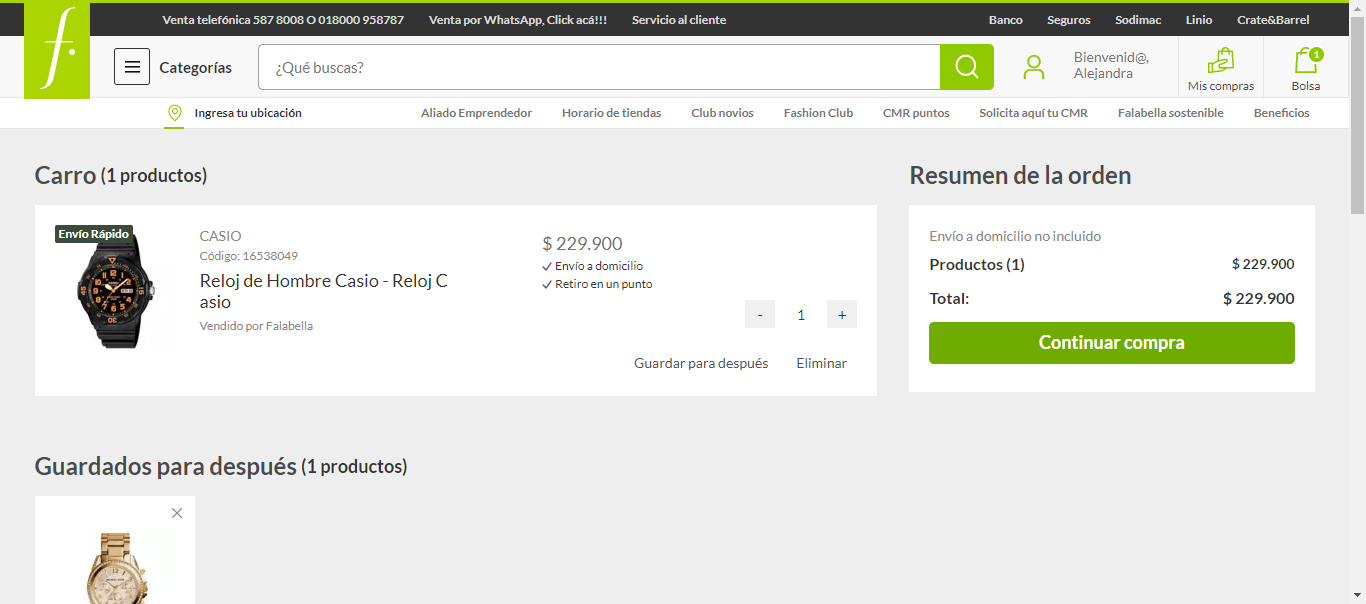 Venta telefónica 587 8008 O 018000 958787 Venta por WhatsApp, Click acá!!! Servicio al cliente Banco Seguros Sodimac Linio Crate&Barrel
f.
Categorías ¿Qué buscas? Bienvenid@,
Alejandra
Mis compras
1
Bolsa
Ingresa tu ubicación Aliado Emprendedor Horario de tiendas Club novios Fashion Club CMR puntos Solicita aquí tu CMR Falabella sostenible Beneficios
Carro (1 productos)
Envío Rápido
CASIO
Código: 16538049
Reloj de Hombre Casio - Reloj C
asio
Vendido por Falabella
$ 229.900
Envío a domicilio
Retiro en un punto
- 1 +
Guardar para después Eliminar
Resumen de la orden
Envío a domicilio no incluido
Productos (1) $ 229.900
Total: $ 229.900
Continuar compra
Guardados para después (1 productos)